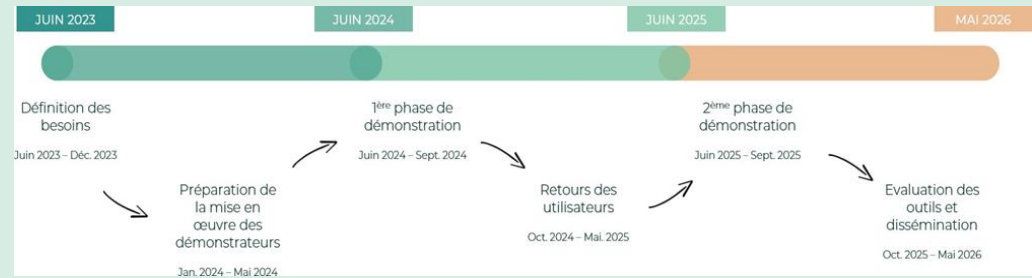 JUIN 2023
JUIN 2024
JUIN 2025
MAI 2026
Définition des
besoins
Juin 2023 – Déc. 2023
Préparation de
la mise en
œuvre des
démonstrateurs
Jan. 2024 – Mai 2024
1ère phase de
démonstration
Juin 2024 – Sept. 2024
Retours des
utilisateurs
Oct. 2024 – Mai. 2025
2ème phase de
démonstration
Juin 2025 – Sept. 2025
Evaluation des
outils et
dissémination
Oct. 2025 – Mai 2026